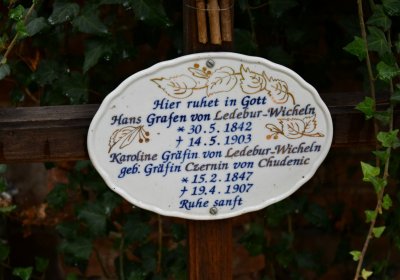 Hier ruhet in Gott
Hans Grafen von Ledebur-Wicheln
* 30.5.1842
+ 14.5.1903
Karoline Gräfin von Ledebur-Wicheln
geb. Gräfin Czernin von Chudenic
* 15.2.1847
+ 19.4.1907
Ruhe sanft